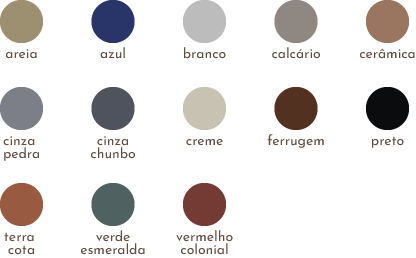 areia
azul
branco
calcário
cerâmica
cinza
pedra
cinza
chunbo
creme
ferrugem
preto
terra
cota
verde
esmeralda
vermelho
colonial